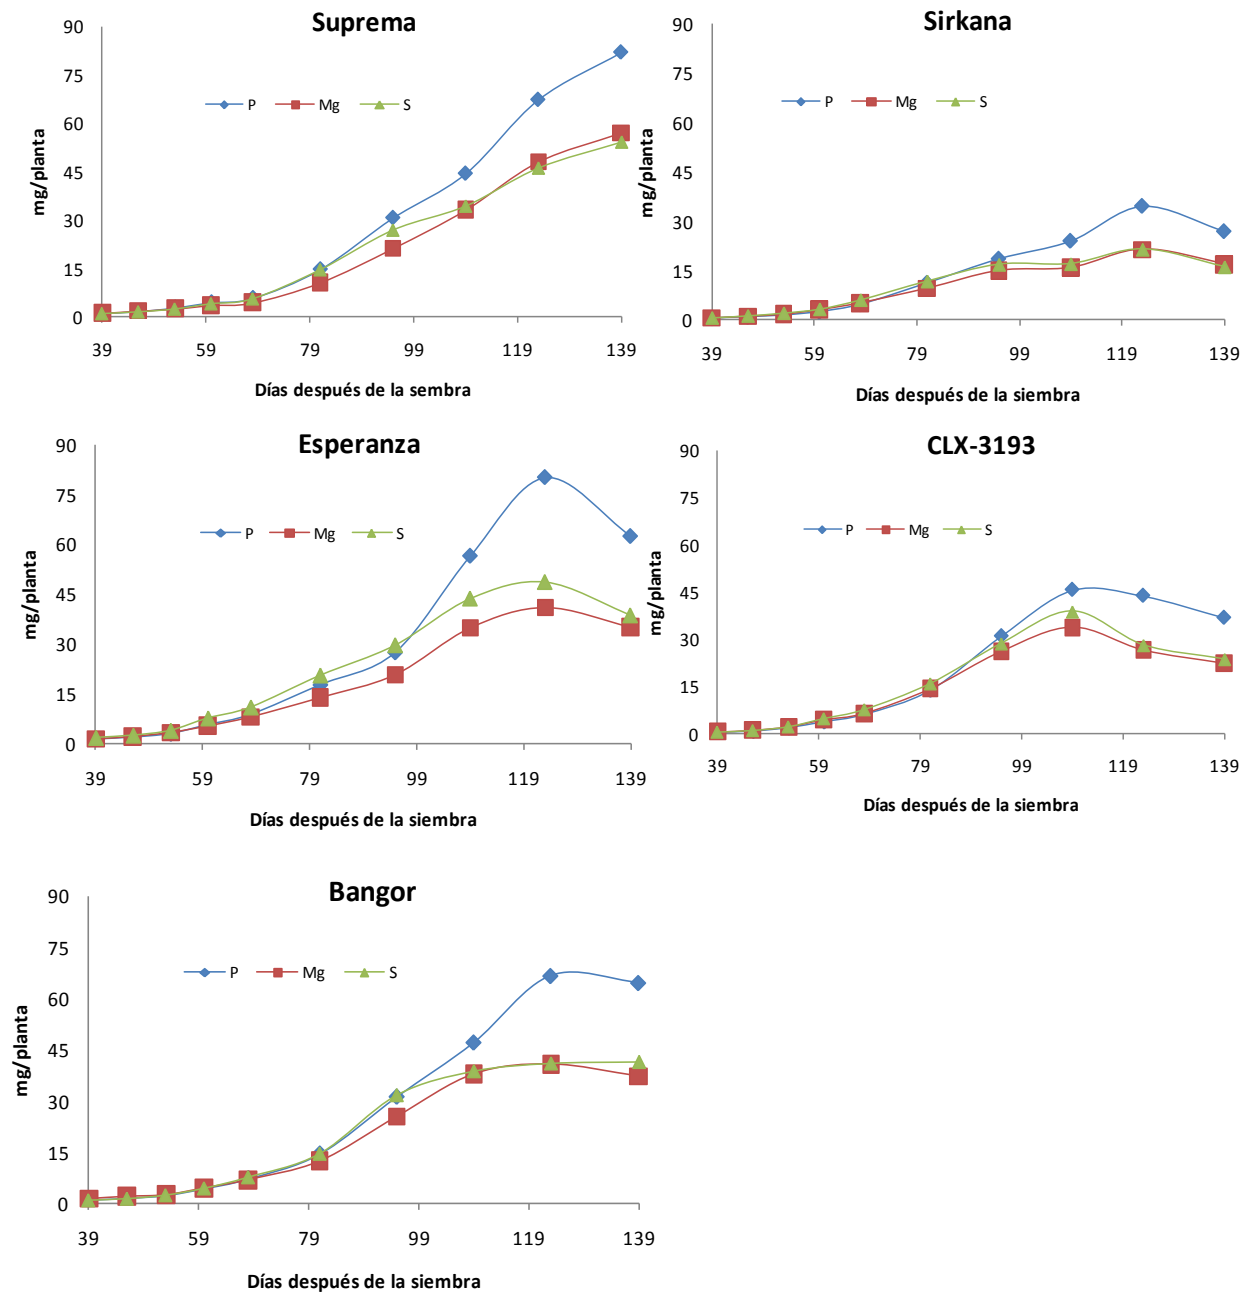 Suprema
90
75
60
45
30
15
0
mg/planta
P Mg S
39 59 79 99 119 139
Días después de la sembra
Sirkana
90
75
60
45
30
15
0
mg/planta
P Mg S
39 59 79 99 119 139
Días después de la siembra
Esperanza
90
75
60
45
30
15
0
mg/planta
P Mg S
39 59 79 99 119 139
Días después de la siembra
CLX-3193
90
75
60
45
30
15
0
mg/planta
P Mg S
39 59 79 99 119 139
Días después de la siembra
Bangor
90
75
60
45
30
15
0
mg/planta
P Mg S
39 59 79 99 119 139
Días después de la siembra